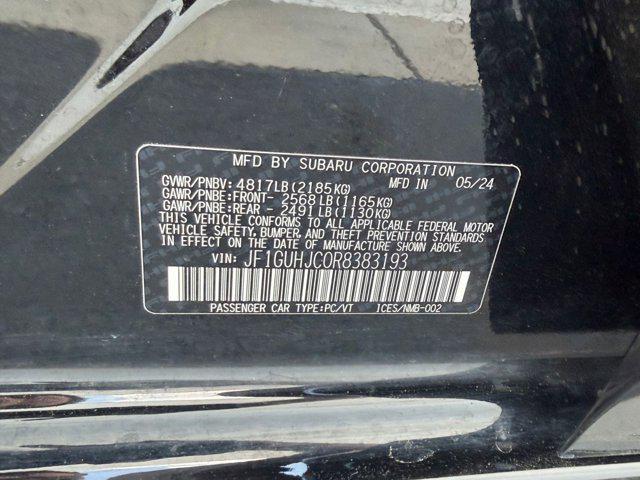 MFD BY SUBARU CORPORATION
GVWR/PNBV: 4817LB(2185KG) MFD IN 05/24
GAWR/PNBE:FRONT- 2568LB(1165KG)
GAWR/PNBE:REAR - 2491LB(1130KG)
THIS VEHICLE CONFORMS TO ALL APPLICABLE FEDERAL MOTOR
VEHICLE SAFETY, BUMPER, AND THEFT PREVENTION STANDARDS
IN EFFECT ON THE DATE OF MANUFACTURE SHOWN ABOVE.
VIN: JF1GUHJC0R8383193
PASSENGER CAR TYPE:PC/VT ICES/NMB-002